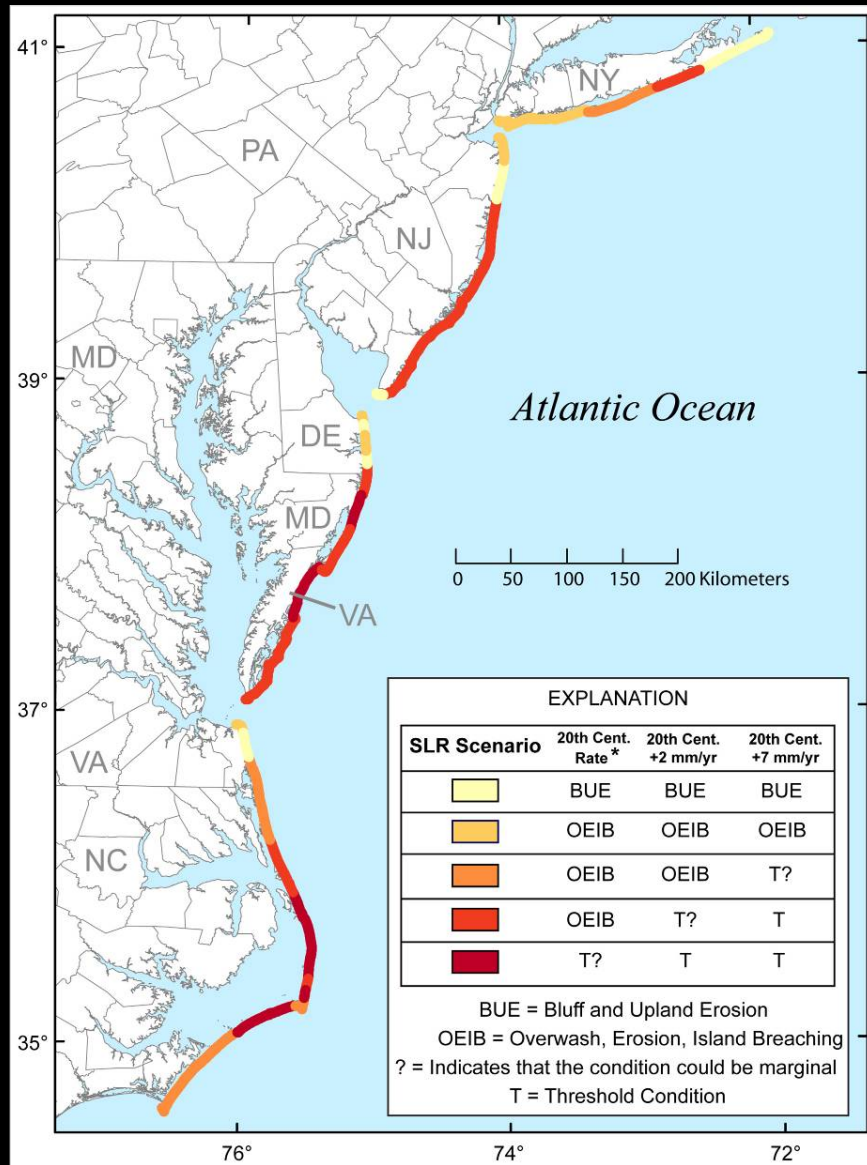 41°
NY
PA
NJ
MD
39°
Atlantic Ocean
DE
MD
0 50 100 150 200 Kilometers
VA
37°
VA
NC
35°
76° 74° 72°
EXPLANATION
SLR Scenario 20th Cent. Rate * 20th Cent. +2 mm/yr 20th Cent. +7 mm/yr
BUE BUE BUE
OEIB OEIB OEIB
OEIB OEIB T?
OEIB T? T
T? T T
BUE = Bluff and Upland Erosion
OEIB = Overwash, Erosion, Island Breaching
? = Indicates that the condition could be marginal
T = Threshold Condition